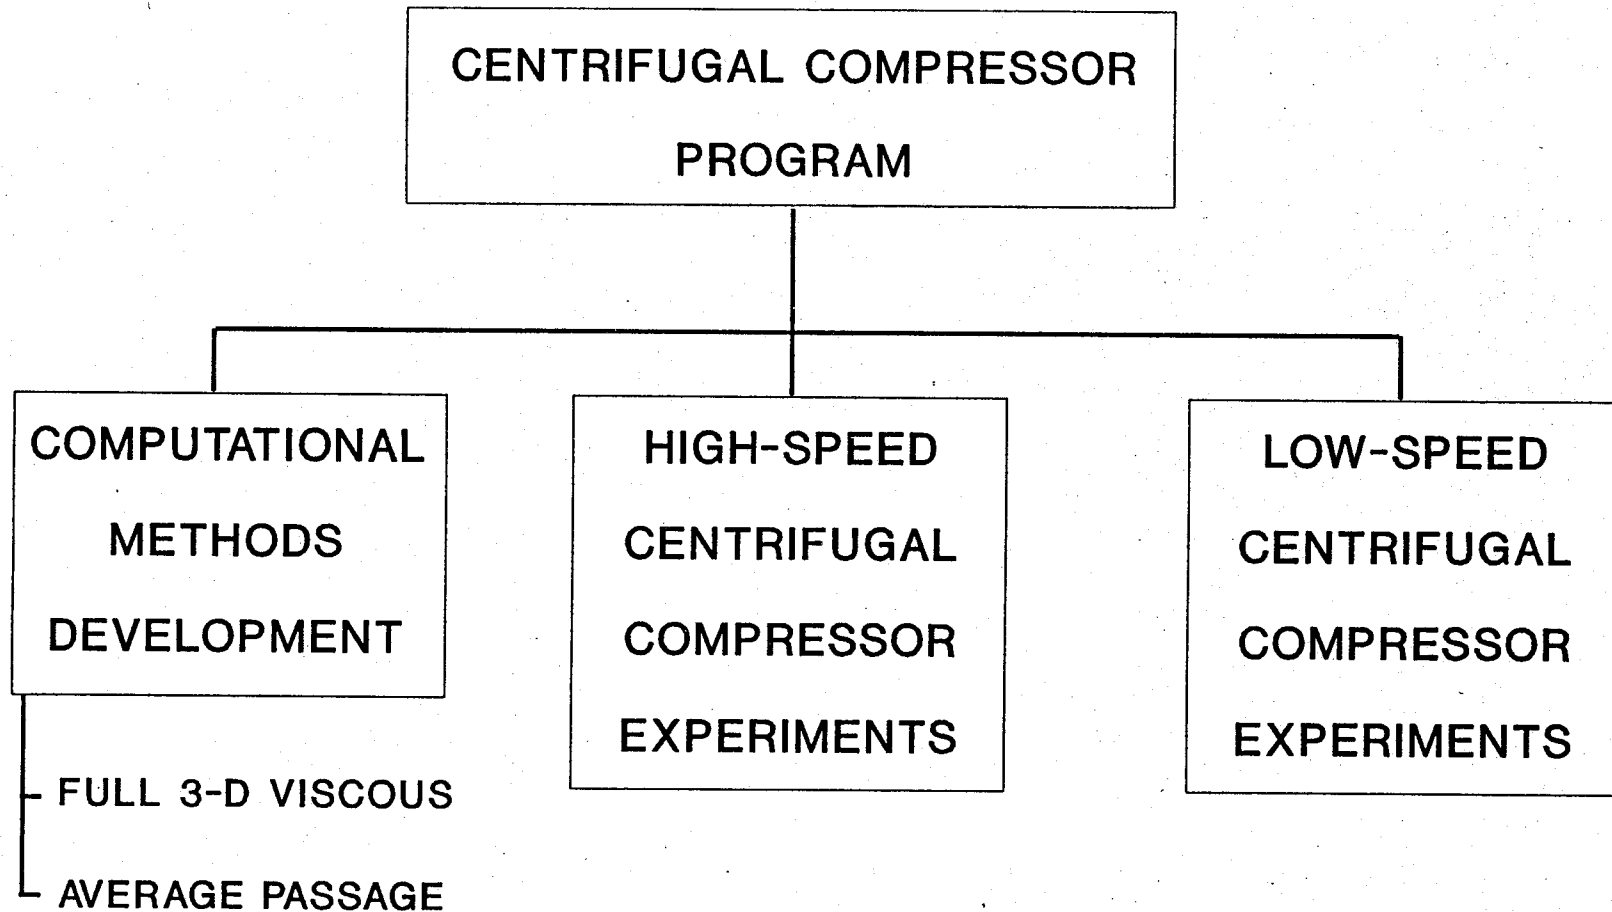 CENTRIFUGAL COMPRESSOR
PROGRAM
COMPUTATIONAL
METHODS
DEVELOPMENT
FULL 3-D VISCOUS
AVERAGE PASSAGE
HIGH-SPEED
CENTRIFUGAL
COMPRESSOR
EXPERIMENTS
LOW-SPEED
CENTRIFUGAL
COMPRESSOR
EXPERIMENTS